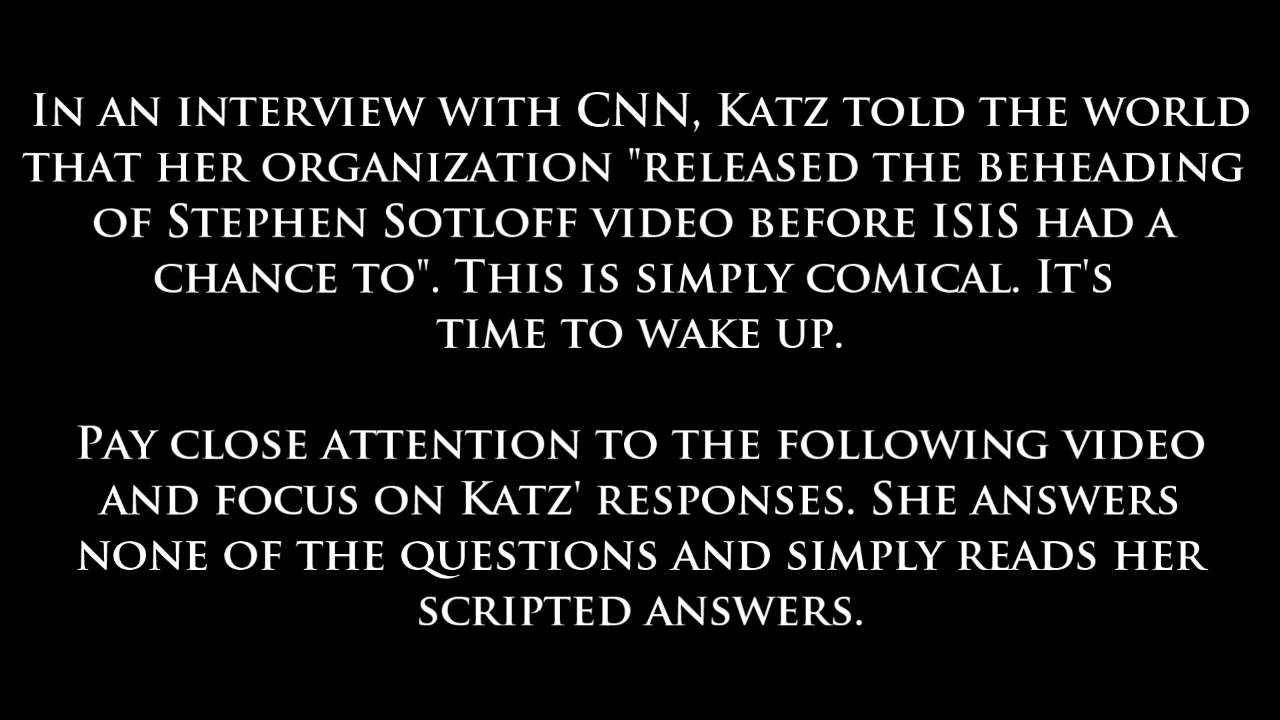 In an interview with CNN, Katz told the world
that her organization "released the beheading
of Stephen Sotloff video before ISIS had a
chance to". This is simply comical. It's
time to wake up.
Pay close attention to the following video
and focus on Katz' responses. She answers
none of the questions and simply reads her
scripted answers.